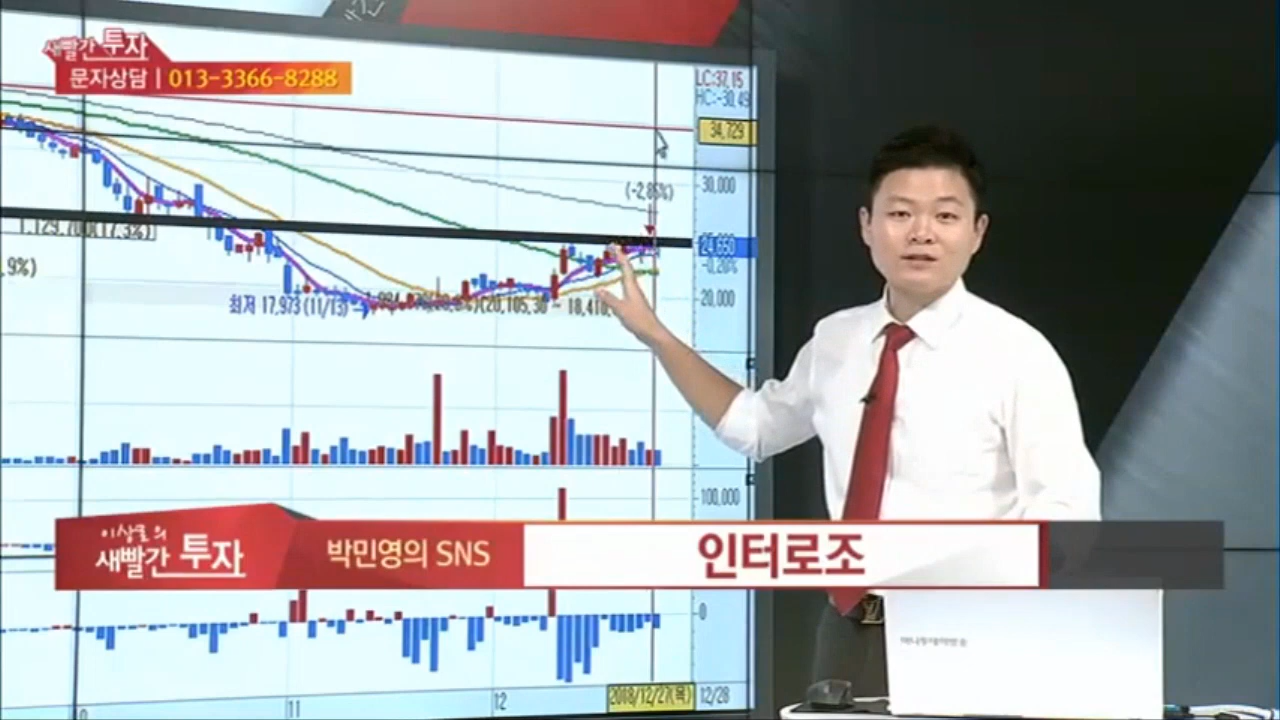 새빨간 투자
문자상담 | 013-3366-8288
LC:37.15
HC:-30.49
34,729
(-2.86%)
30,000
24,650
-0.20%
.9%)
최저 17,973 (11/13)
20,000
100,000
0
11
12
2018/12/27(목)
12/28
이상로의
새빨간 투자
박민영의 SNS
인터로조